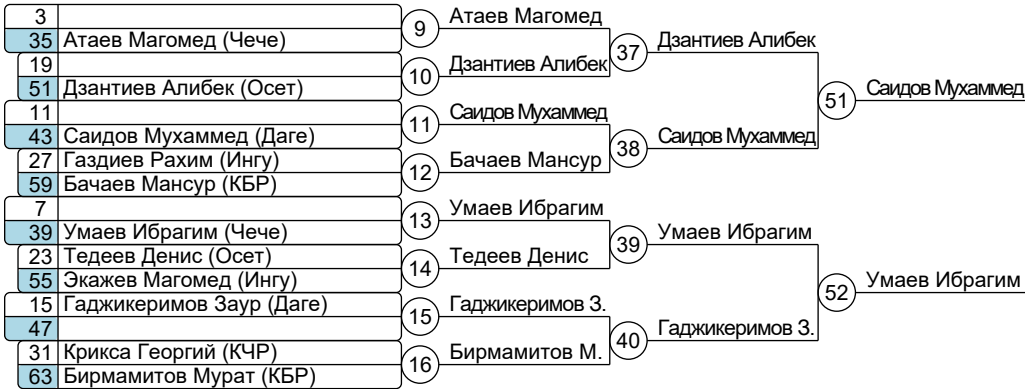 3
35 Атаев Магомед (Чече)
19
51 Дзантиев Алибек (Осет)
11
43 Саидов Мухаммед (Даге)
27 Газдиев Рахим (Ингу)
59 Бачаев Мансур (КБР)
7
39 Умаев Ибрагим (Чече)
23 Тедеев Денис (Осет)
55 Экажев Магомед (Ингу)
15 Гаджикеримов Заур (Даге)
47
31 Крикса Георгий (КЧР)
63 Бирмамитов Мурат (КБР)
9 Атаев Магомед
10 Дзантиев Алибек
11 Саидов Мухаммед
12 Бачаев Мансур
13 Умаев Ибрагим
14 Тедеев Денис
15 Гаджикеримов З.
16 Бирмамитов М.
37 Дзантиев Алибек
38 Саидов Мухаммед
39 Умаев Ибрагим
40 Гаджикеримов З.
51 Саидов Мухаммед
52 Умаев Ибрагим